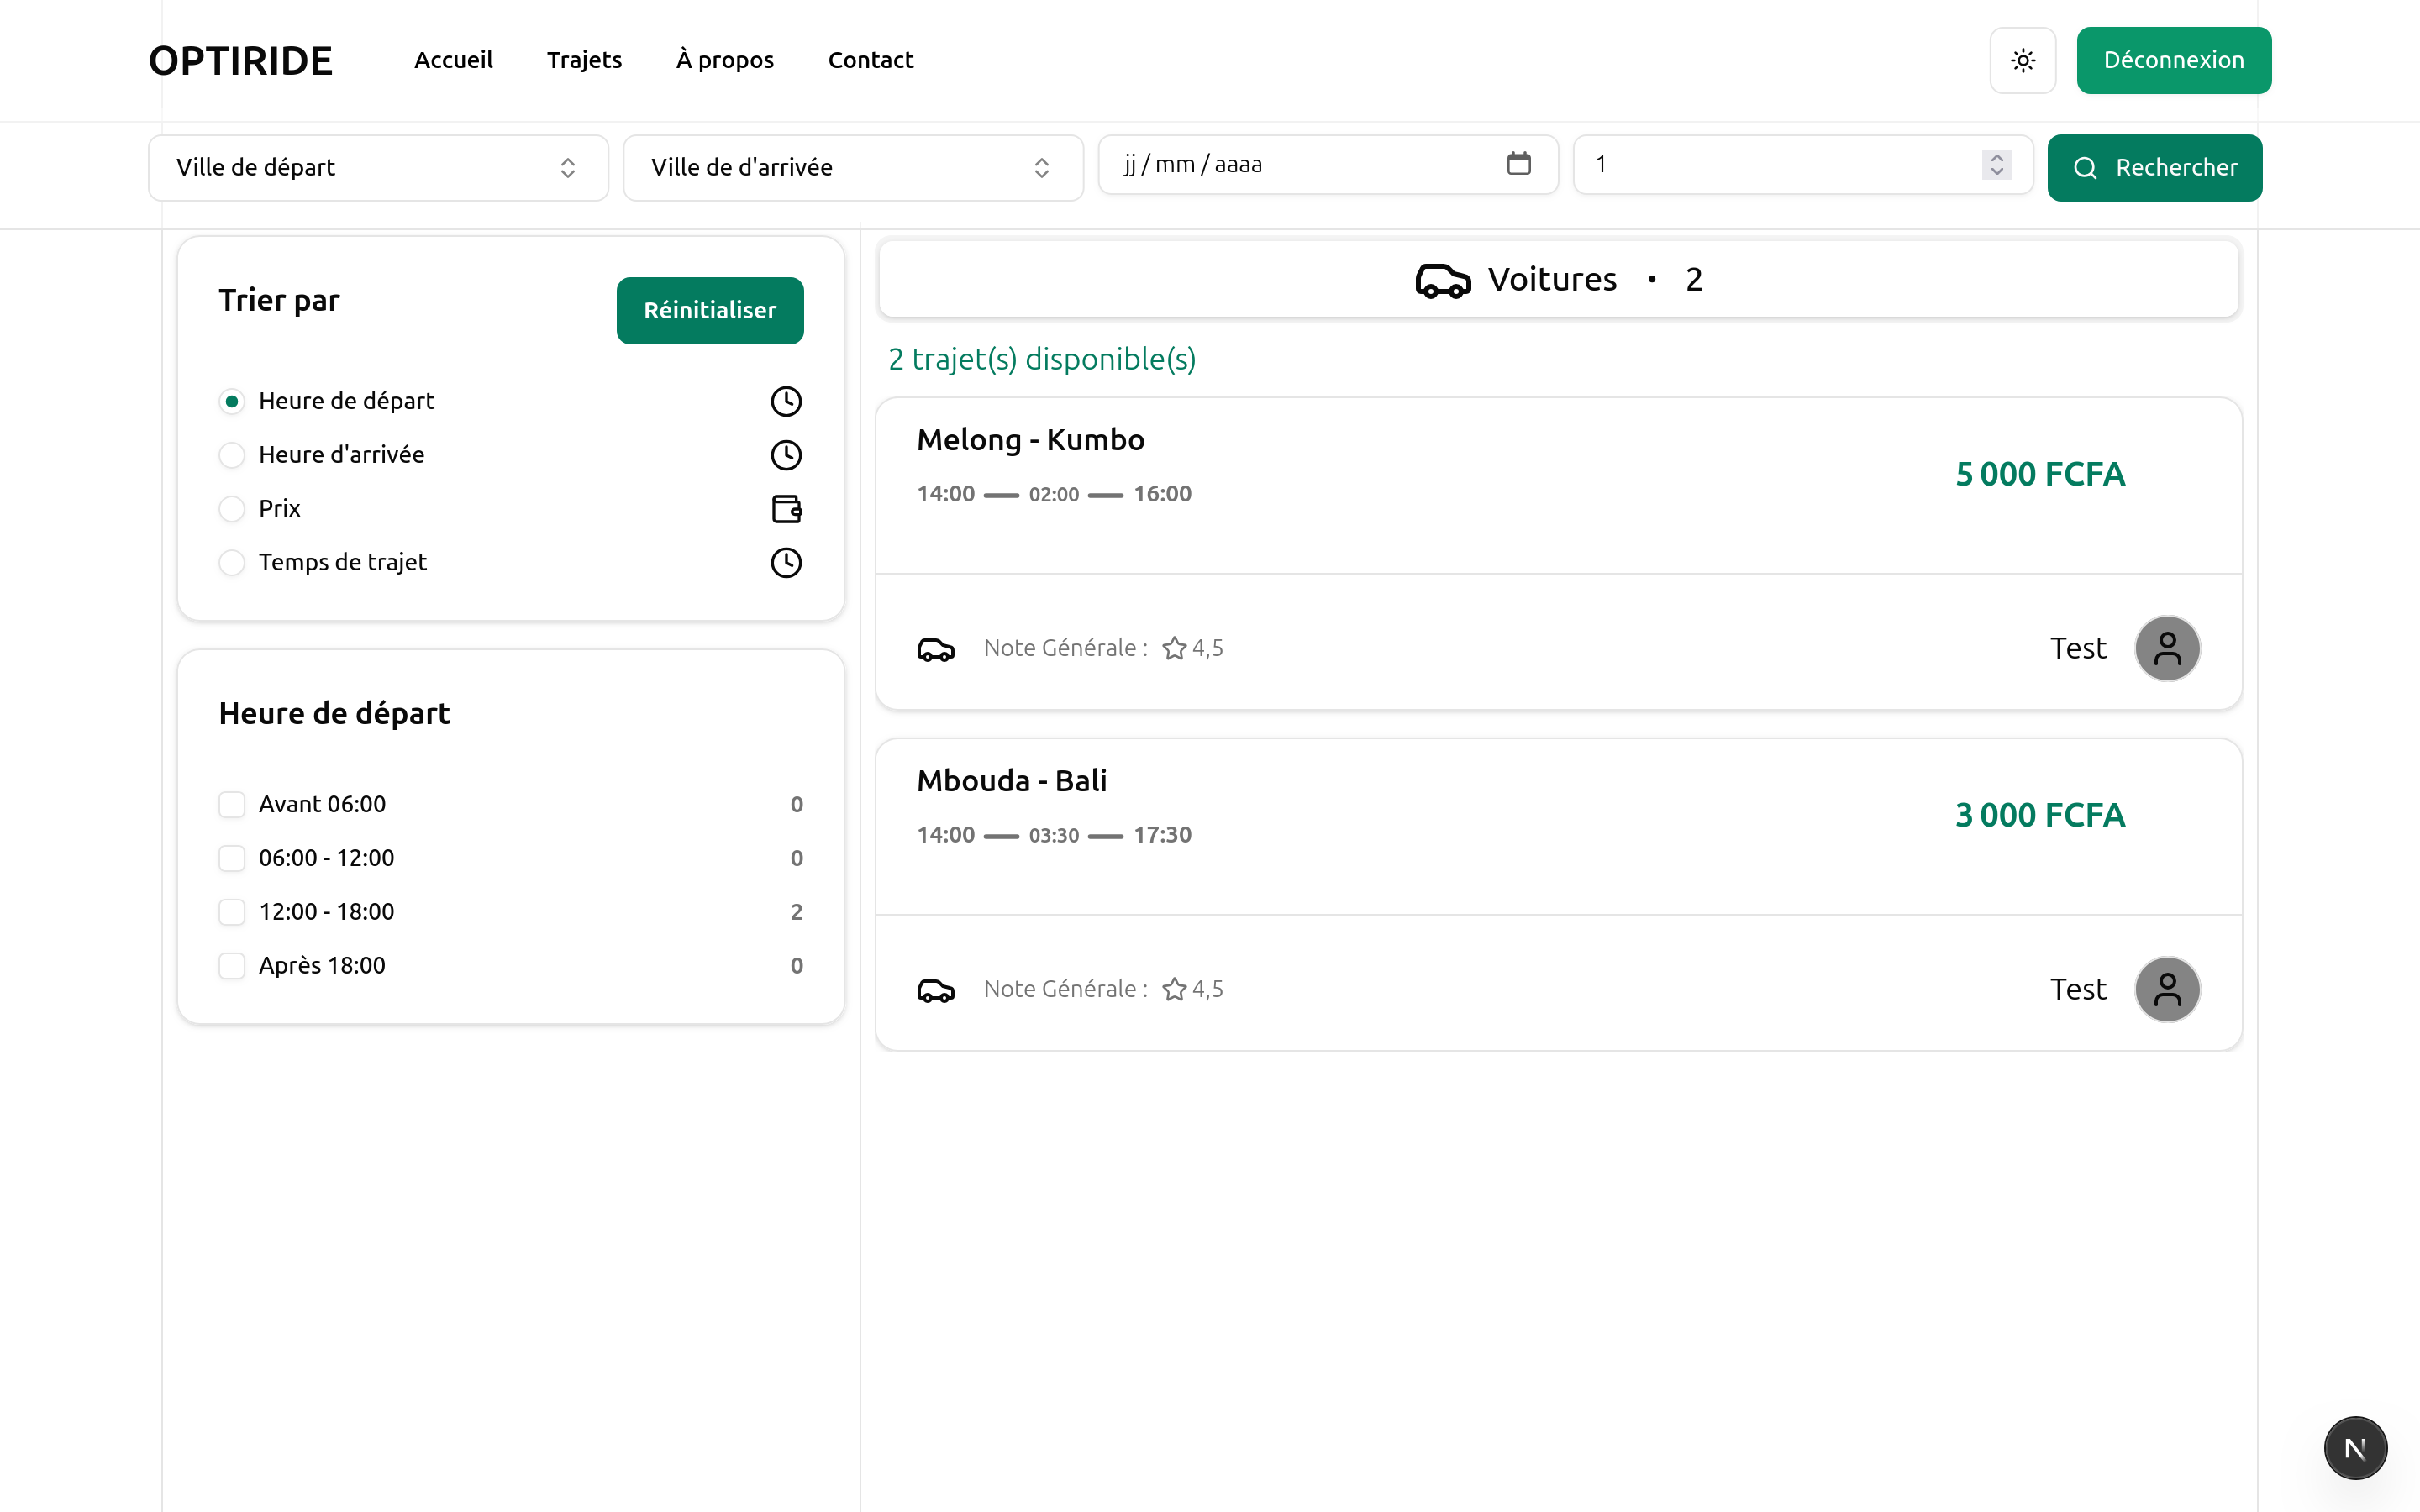 OPTIRIDE Accueil Trajets À propos Contact Déconnexion
Ville de départ Ville de d'arrivée jj / mm / aaaa 1 Rechercher
Trier par Réinitialiser
Heure de départ
Heure d'arrivée
Prix
Temps de trajet
Heure de départ
Avant 06:00 0
06:00 - 12:00 0
12:00 - 18:00 2
Après 18:00 0
Voitures • 2
2 trajet(s) disponible(s)
Melong - Kumbo
14:00 — 02:00 — 16:00
5 000 FCFA
Note Générale : 4,5
Test
Mbouda - Bali
14:00 — 03:30 — 17:30
3 000 FCFA
Note Générale : 4,5
Test
N